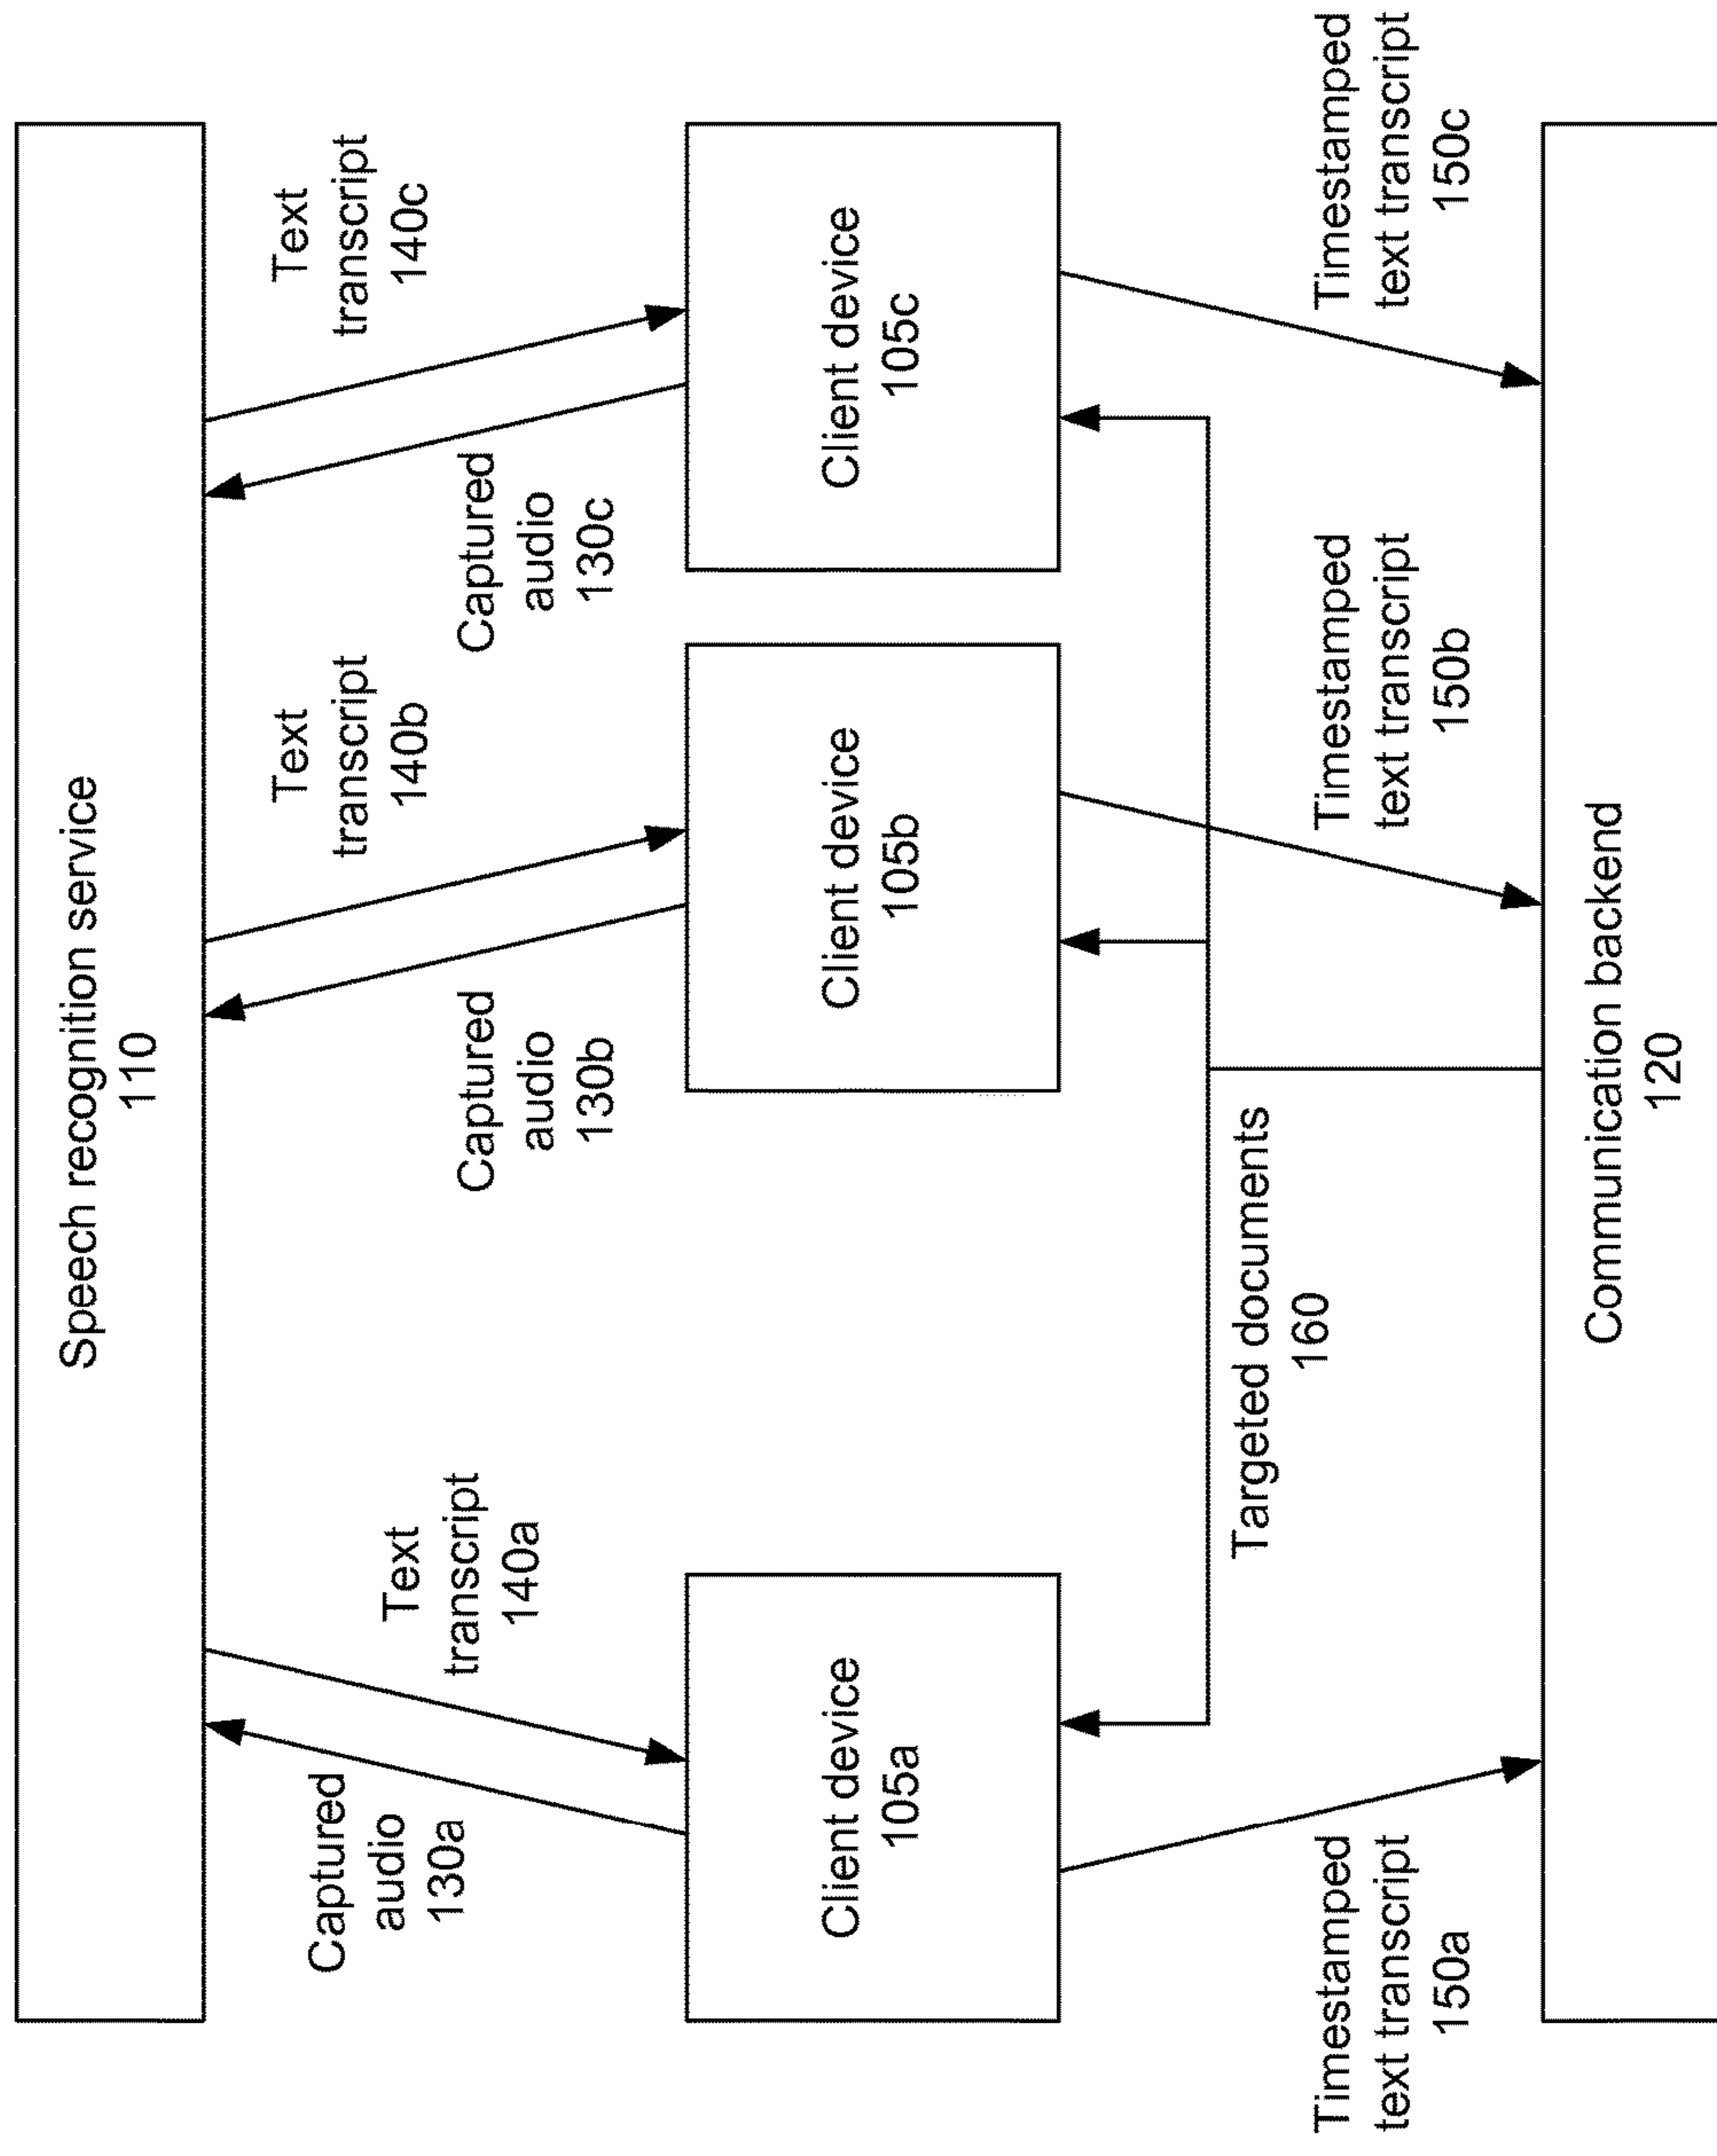 Speech recognition service
110
Captured
audio
130a
Text
transcript
140a
Captured
audio
130b
Text
transcript
140b
Captured
audio
130c
Text
transcript
140c
Client device
105a
Client device
105b
Client device
105c
Timestamped
text transcript
150a
Targeted documents
160
Timestamped
text transcript
150b
Timestamped
text transcript
150c
Communication backend
120